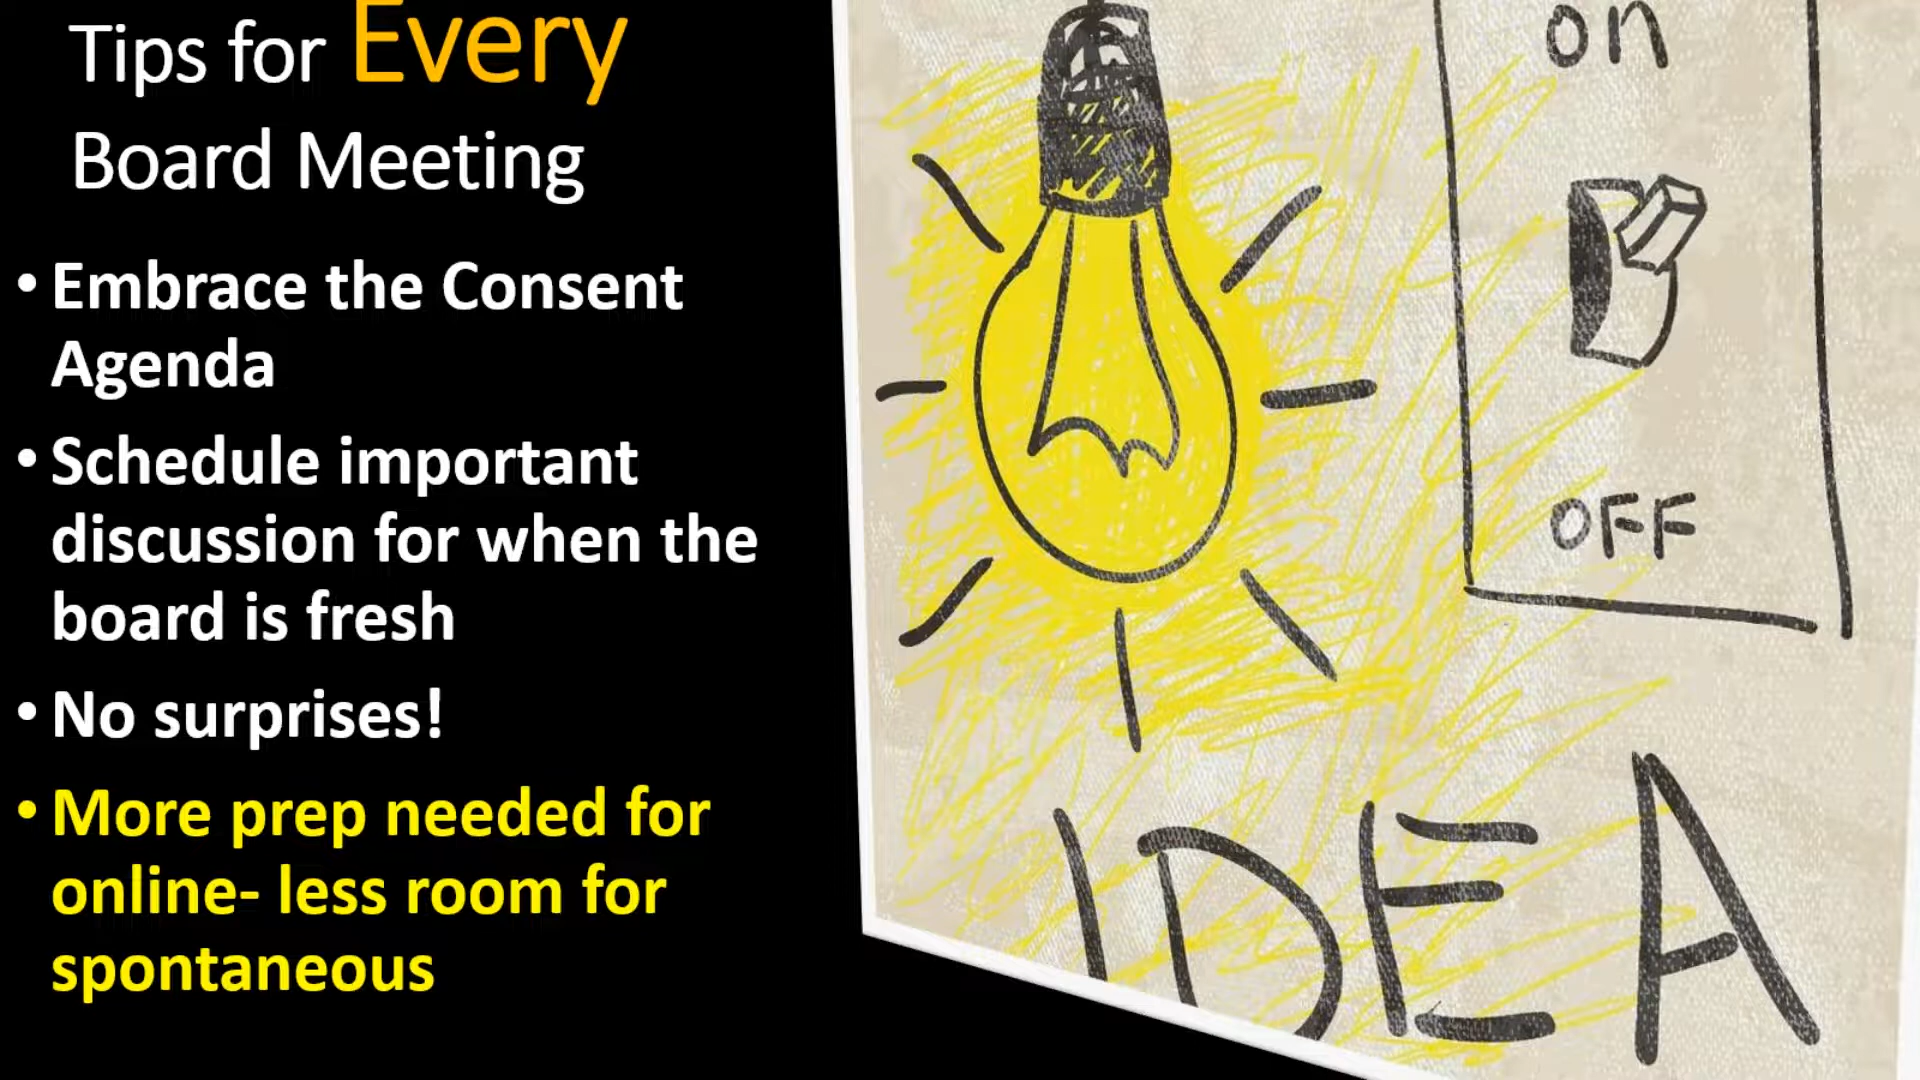 Tips for Every
Board Meeting
• Embrace the Consent
Agenda
• Schedule important
discussion for when the
board is fresh
• No surprises!
• More prep needed for
online- less room for
spontaneous
on
OFF
IDEA